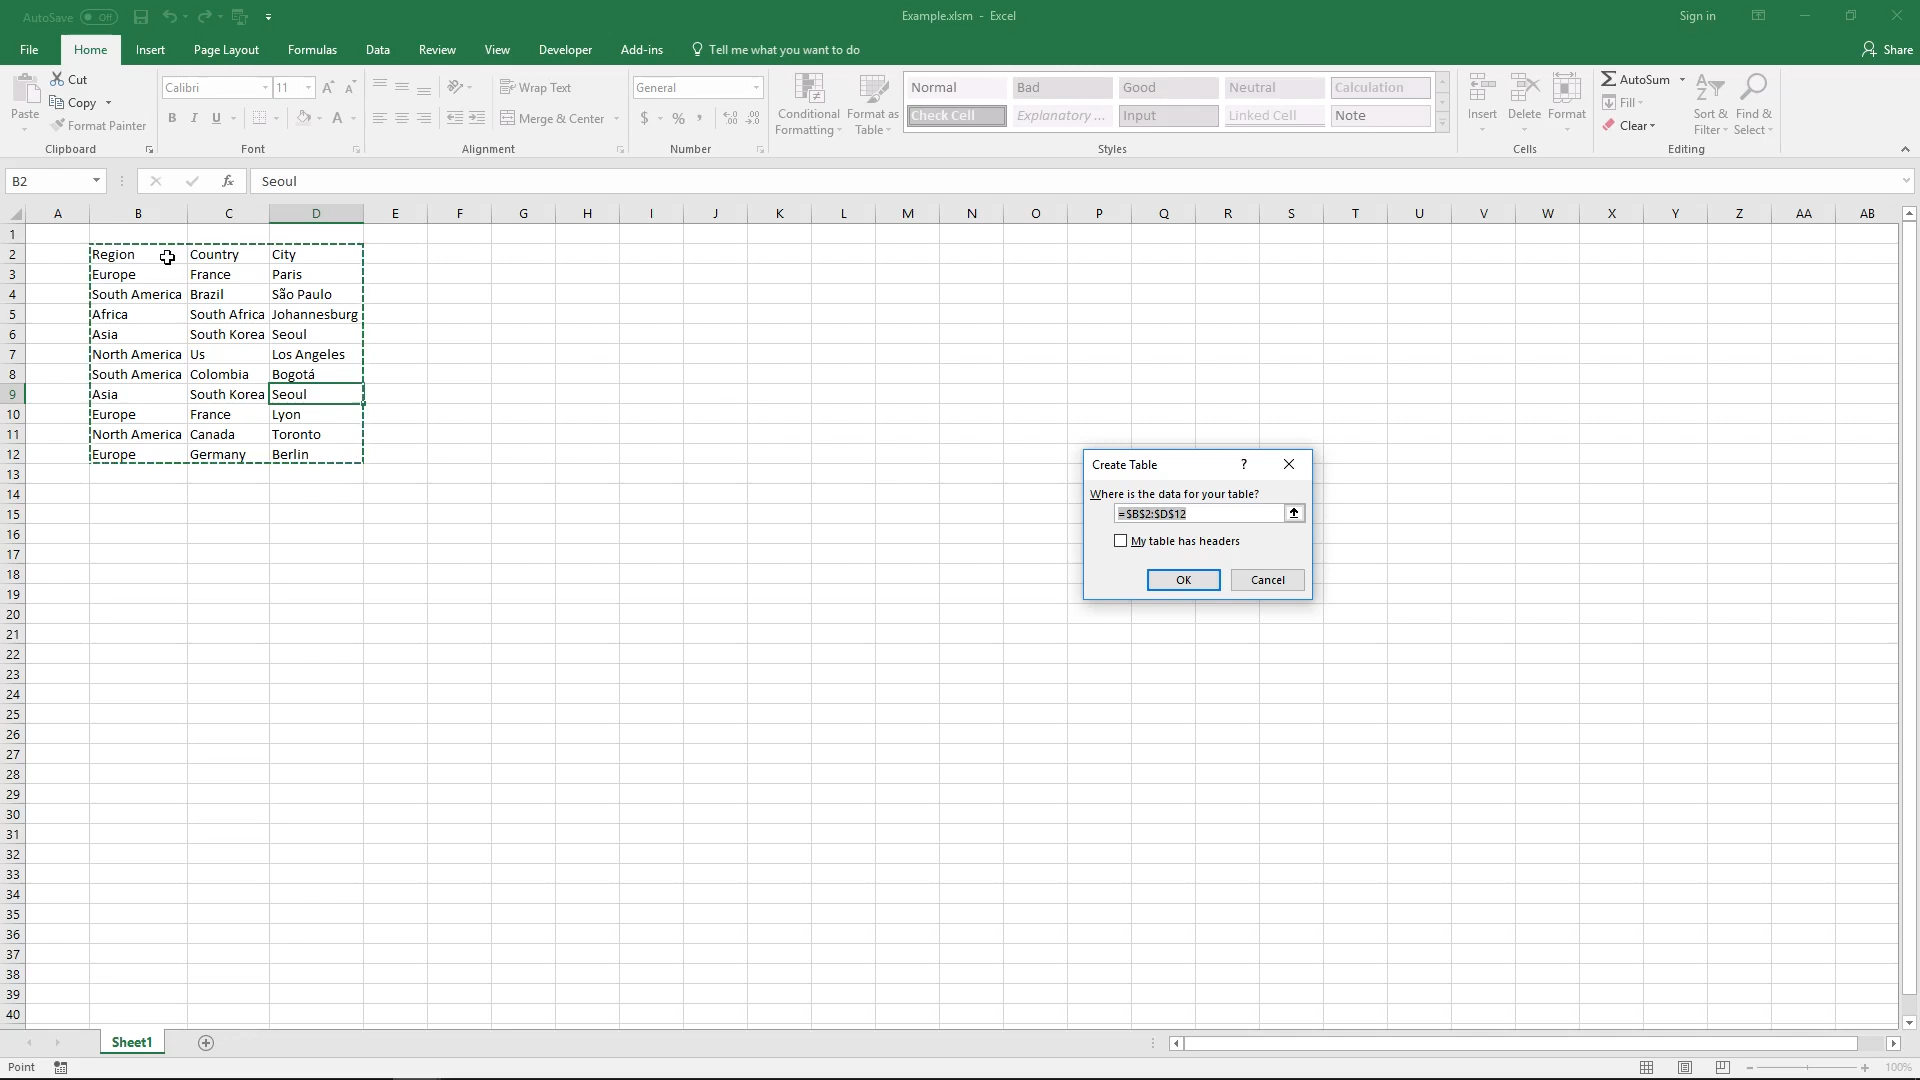 AutoSave Off
Example.xlsm - Excel
Sign in
File Home Insert Page Layout Formulas Data Review View Developer Add-ins Tell me what you want to do Share
Paste
Cut
Copy
Format Painter
Clipboard
Calibri 11
B I U
Font
Wrap Text
Merge & Center
Alignment
General
$ % ,
Number
Conditional Formatting
Format as Table
Normal Bad Good Neutral Calculation
Check Cell Explanatory ... Input Linked Cell Note
Styles
Insert Delete Format
Cells
AutoSum
Fill
Clear
Sort & Filter
Find & Select
Editing
B2 fx Seoul
A B C D E F G H I J K L M N O P Q R S T U V W X Y Z AA AB
1
2 Region Country City
3 Europe France Paris
4 South America Brazil São Paulo
5 Africa South Africa Johannesburg
6 Asia South Korea Seoul
7 North America Us Los Angeles
8 South America Colombia Bogotá
9 Asia South Korea Seoul
10 Europe France Lyon
11 North America Canada Toronto
12 Europe Germany Berlin
13
14
15
16
17
18
19
20
21
22
23
24
25
26
27
28
29
30
31
32
33
34
35
36
37
38
39
40
Create Table ?
Where is the data for your table?
=$B$2:$D$12
My table has headers
OK Cancel
Sheet1
Point
100%